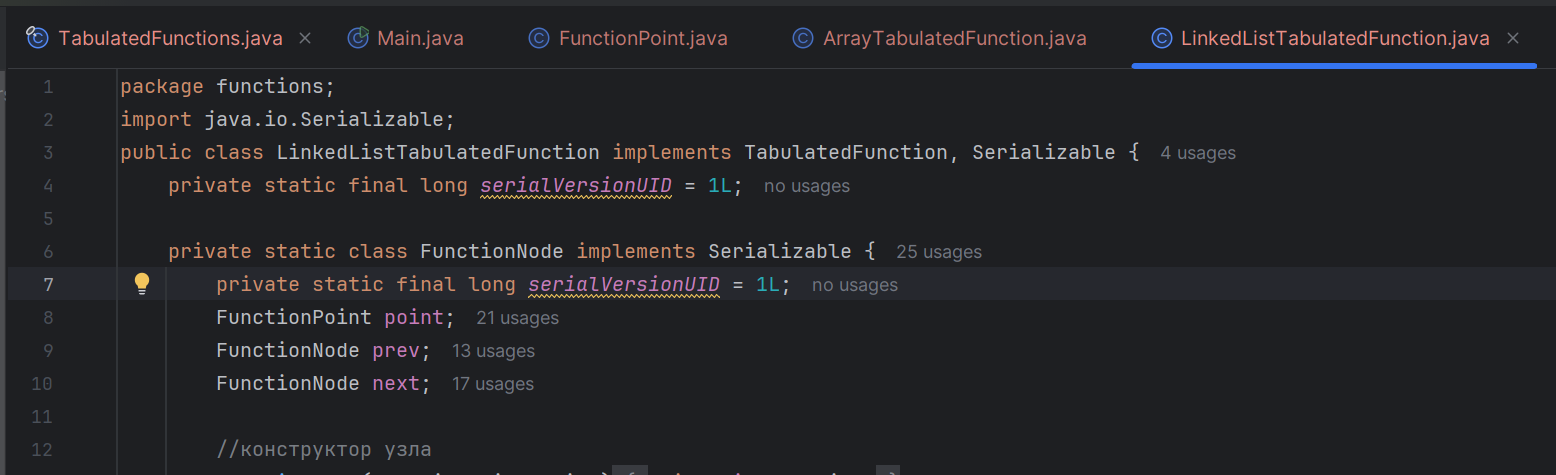 TabulatedFunctions.java Main.java FunctionPoint.java ArrayTabulatedFunction.java LinkedListTabulatedFunction.java
1 package functions;
2 import java.io.Serializable;
3 public class LinkedListTabulatedFunction implements TabulatedFunction, Serializable { 4 usages
4 private static final long serialVersionUID = 1L; no usages
5
6 private static class FunctionNode implements Serializable { 25 usages
7 private static final long serialVersionUID = 1L; no usages
8 FunctionPoint point; 21 usages
9 FunctionNode prev; 13 usages
10 FunctionNode next; 17 usages
11
12 //конструктор узла